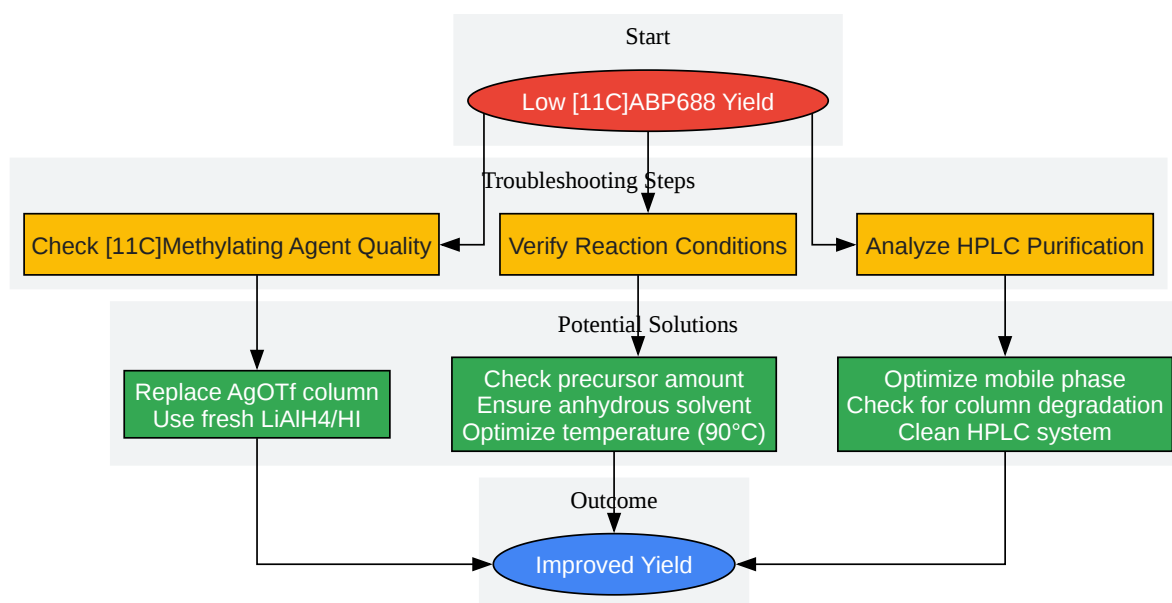 Start
Low [11C]ABP688 Yield
Troubleshooting Steps
Check [11C]Methylating Agent Quality
Verify Reaction Conditions
Analyze HPLC Purification
Potential Solutions
Replace AgOTf column
Use fresh LiAlH4/HI
Check precursor amount
Ensure anhydrous solvent
Optimize temperature (90°C)
Optimize mobile phase
Check for column degradation
Clean HPLC system
Outcome
Improved Yield